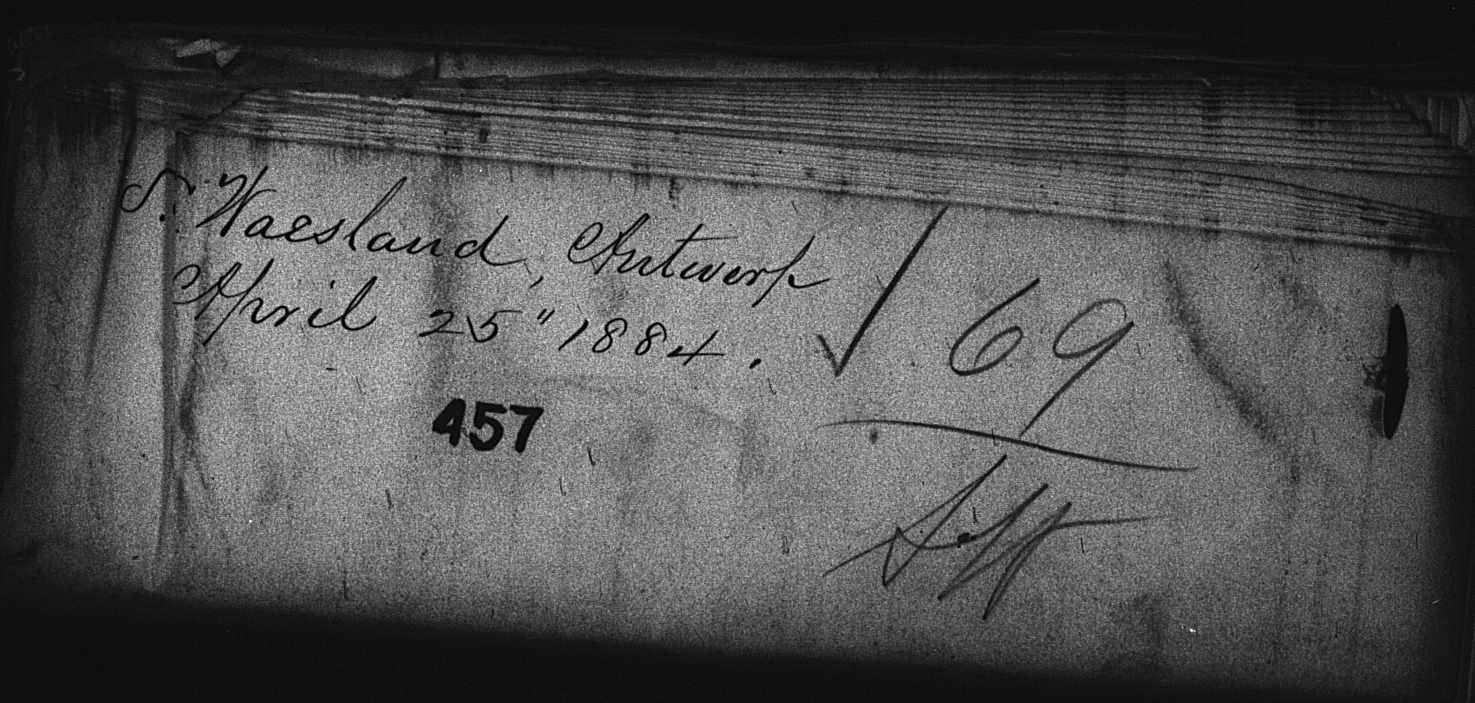 S. Waesland, Antwerp
April 25" 1884.
69
457